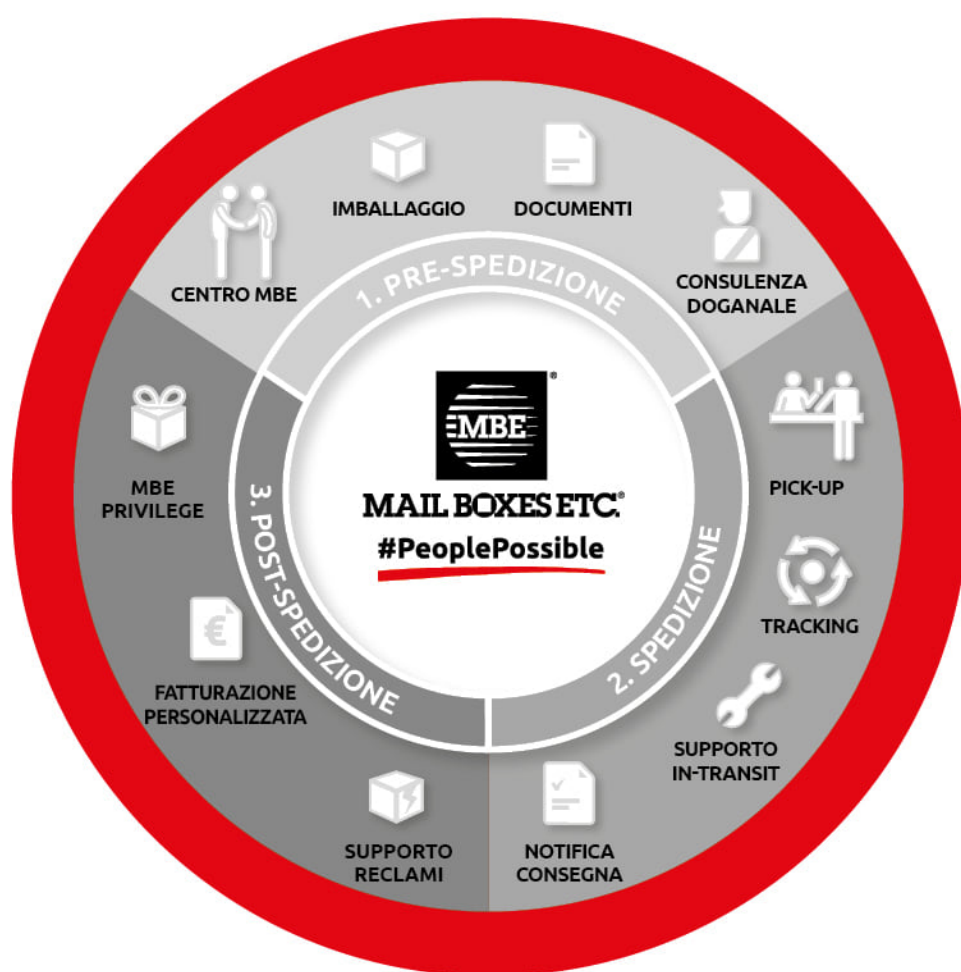 IMBALLAGGIO
DOCUMENTI
CENTRO MBE
CONSULENZA
DOGANALE
1. PRE-SPEDIZIONE
PICK-UP
TRACKING
SUPPORTO
IN-TRANSIT
NOTIFICA
CONSEGNA
2. SPEDIZIONE
SUPPORTO
RECLAMI
€
FATTURAZIONE
PERSONALIZZATA
MBE
PRIVILEGE
3. POST-SPEDIZIONE
MBE®
MAIL BOXES ETC.®
#PeoplePossible